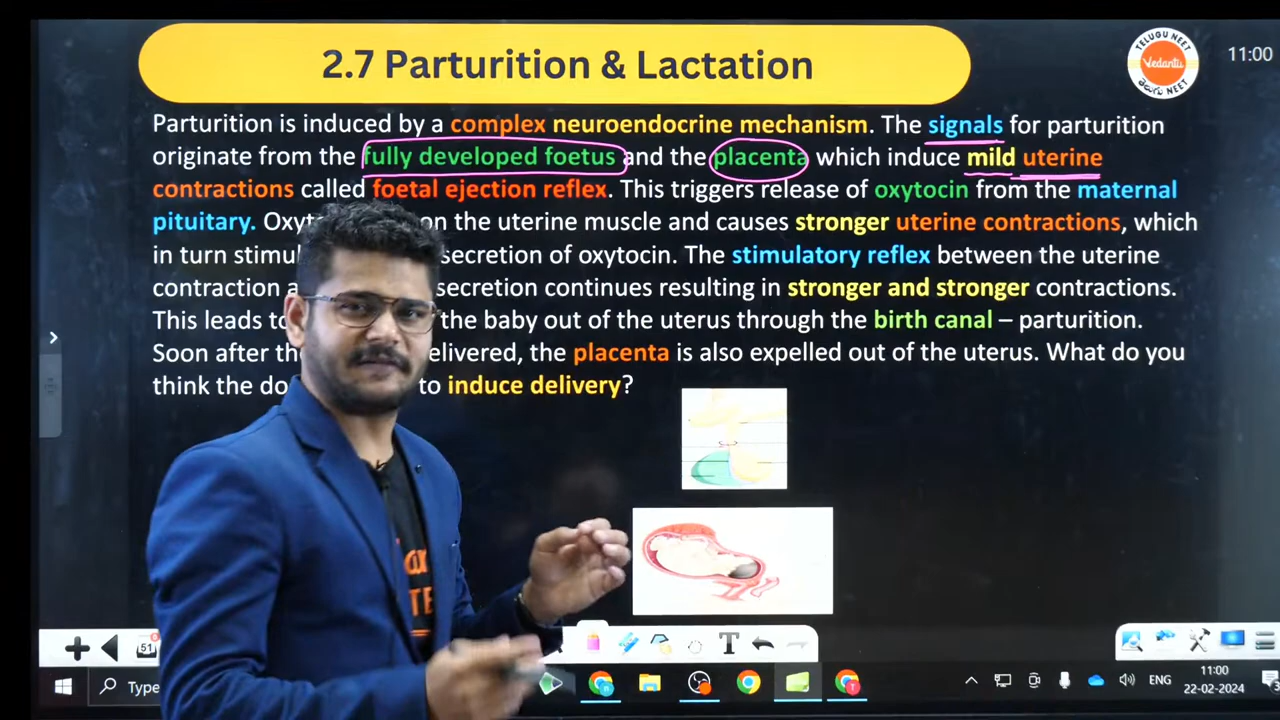 2.7 Parturition & Lactation
TELUGU NEET
Vedantu
తెలుగు NEET
11:00
Parturition is induced by a complex neuroendocrine mechanism. The signals for parturition
originate from the fully developed foetus and the placenta which induce mild uterine
contractions called foetal ejection reflex. This triggers release of oxytocin from the maternal
pituitary. on the uterine muscle and causes stronger uterine contractions, which
in turn secretion of oxytocin. The stimulatory reflex between the uterine
contraction secretion continues resulting in stronger and stronger contractions.
This leads the baby out of the uterus through the birth canal – parturition.
Soon after the placenta is also expelled out of the uterus. What do you
think the to induce delivery?
51
T
Type
ENG
11:00
22-02-2024